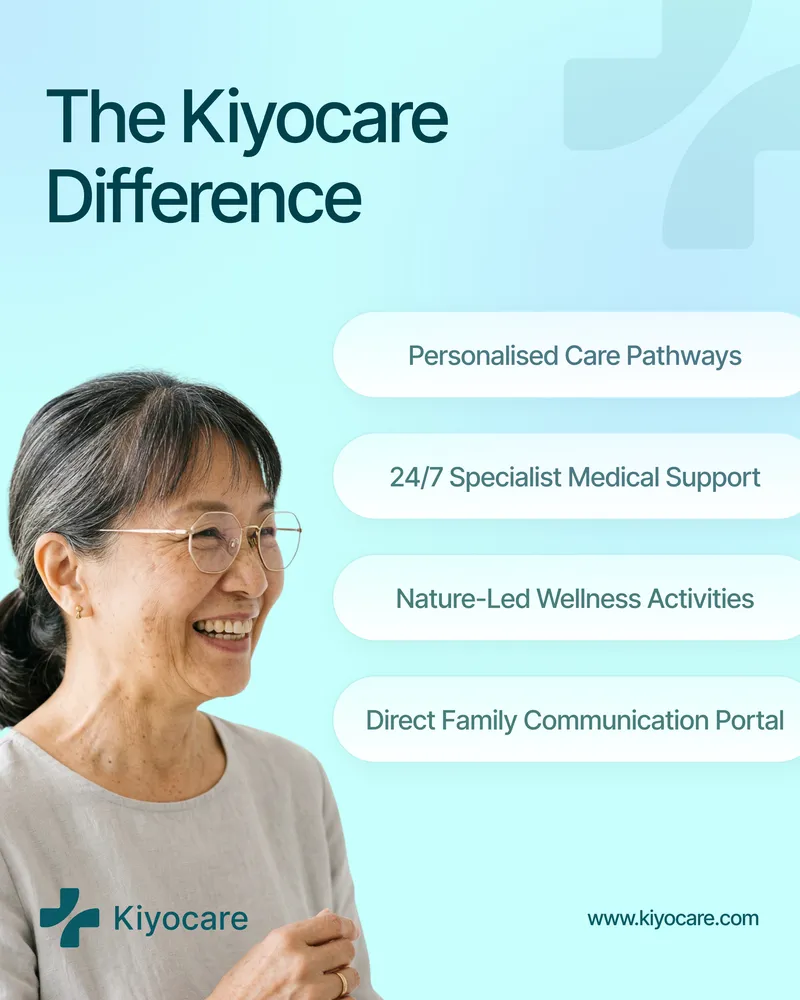 The Kiyocare
Difference
Personalised Care Pathways
24/7 Specialist Medical Support
Nature-Led Wellness Activities
Direct Family Communication Portal
Kiyocare
www.kiyocare.com